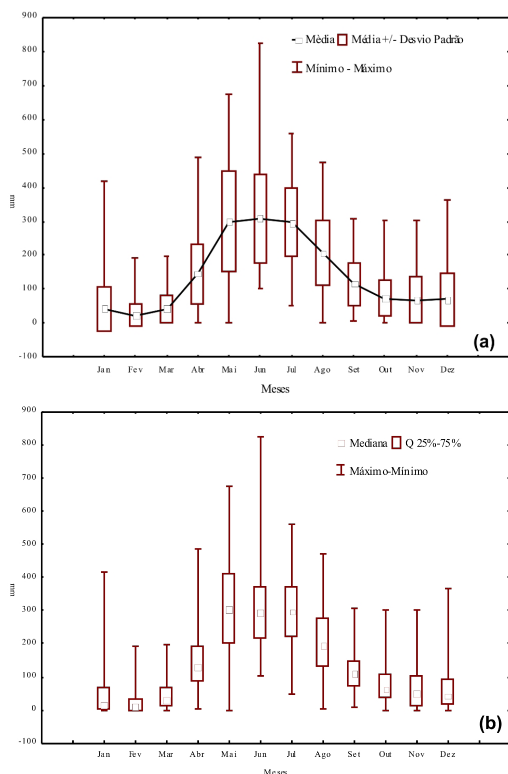 900
800
700
600
500
400
300
200
100
0
-100
mm
Média Média +/- Desvio Padrão
Mínimo - Máximo
(a)
Jan Fev Mar Abr Mai Jun Jul Ago Set Out Nov Dez
Meses
900
800
700
600
500
400
300
200
100
0
-100
mm
Mediana Q 25%-75%
Máximo-Mínimo
(b)
Jan Fev Mar Abr Mai Jun Jul Ago Set Out Nov Dez
Meses